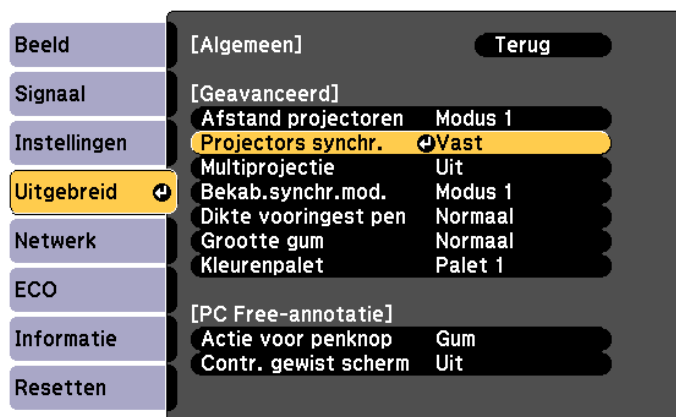 Beeld
Signaal
Instellingen
Uitgebreid
Netwerk
ECO
Informatie
Resetten
[Algemeen] Terug
[Geavanceerd]
Afstand projectoren Modus 1
Projectors synchr. Vast
Multiprojectie Uit
Bekab.synchr.mod. Modus 1
Dikte vooringest pen Normaal
Grootte gum Normaal
Kleurenpalet Palet 1
[PC Free-annotatie]
Actie voor penknop Gum
Contr. gewist scherm Uit